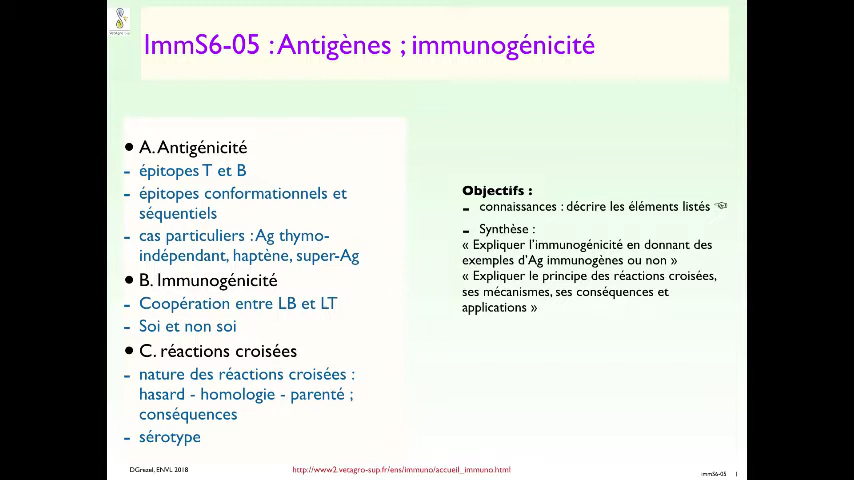 VetAgro Sup
ImmS6-05 : Antigènes ; immunogénicité
• A. Antigénicité
- épitopes T et B
- épitopes conformationnels et
séquentiels
- cas particuliers : Ag thymo-
indépendant, haptène, super-Ag
• B. Immunogénicité
- Coopération entre LB et LT
- Soi et non soi
• C. réactions croisées
- nature des réactions croisées :
hasard - homologie - parenté ;
conséquences
- sérotype
Objectifs :
- connaissances : décrire les éléments listés ☜
- Synthèse :
« Expliquer l’immunogénicité en donnant des
exemples d’Ag immunogènes ou non »
« Expliquer le principe des réactions croisées,
ses mécanismes, ses conséquences et
applications »
DGrezel, ENVL 2018
http://www2.vetagro-sup.fr/ens/immuno/accueil_immuno.html
ImmS6-05 1